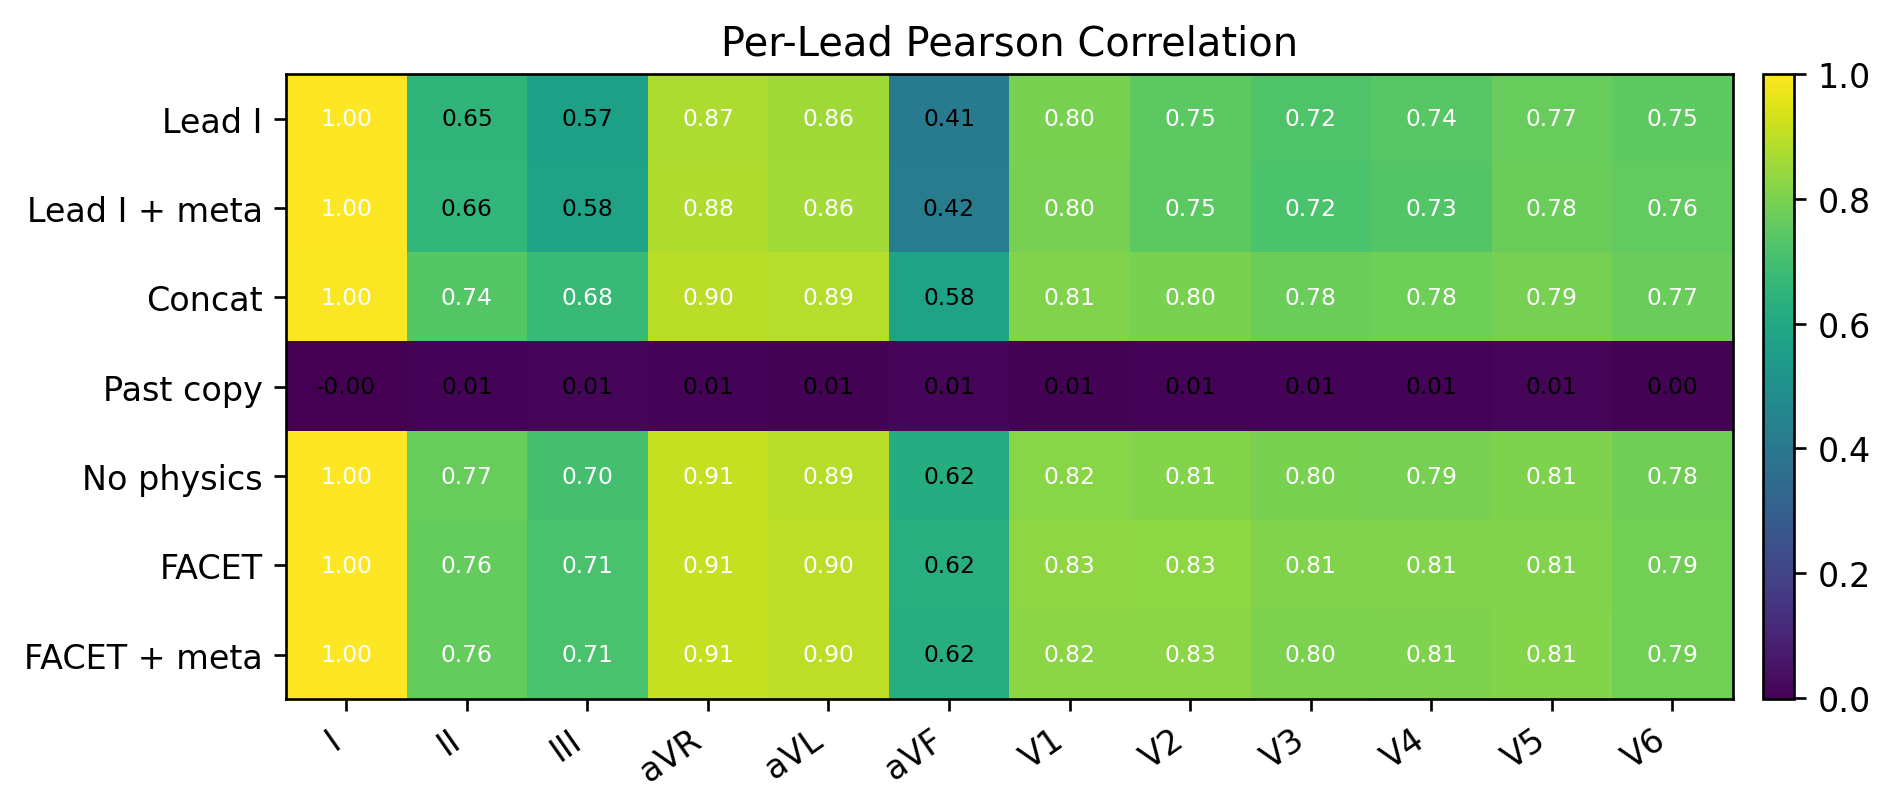 Per-Lead Pearson Correlation
Lead I 1.00 0.65 0.57 0.87 0.86 0.41 0.80 0.75 0.72 0.74 0.77 0.75
Lead I + meta 1.00 0.66 0.58 0.88 0.86 0.42 0.80 0.75 0.72 0.73 0.78 0.76
Concat 1.00 0.74 0.68 0.90 0.89 0.58 0.81 0.80 0.78 0.78 0.79 0.77
Past copy -0.00 0.01 0.01 0.01 0.01 0.01 0.01 0.01 0.01 0.01 0.01 0.00
No physics 1.00 0.77 0.70 0.91 0.89 0.62 0.82 0.81 0.80 0.79 0.81 0.78
FACET 1.00 0.76 0.71 0.91 0.90 0.62 0.83 0.83 0.81 0.81 0.81 0.79
FACET + meta 1.00 0.76 0.71 0.91 0.90 0.62 0.82 0.83 0.80 0.81 0.81 0.79
I II III aVR aVL aVF V1 V2 V3 V4 V5 V6
1.0
0.8
0.6
0.4
0.2
0.0